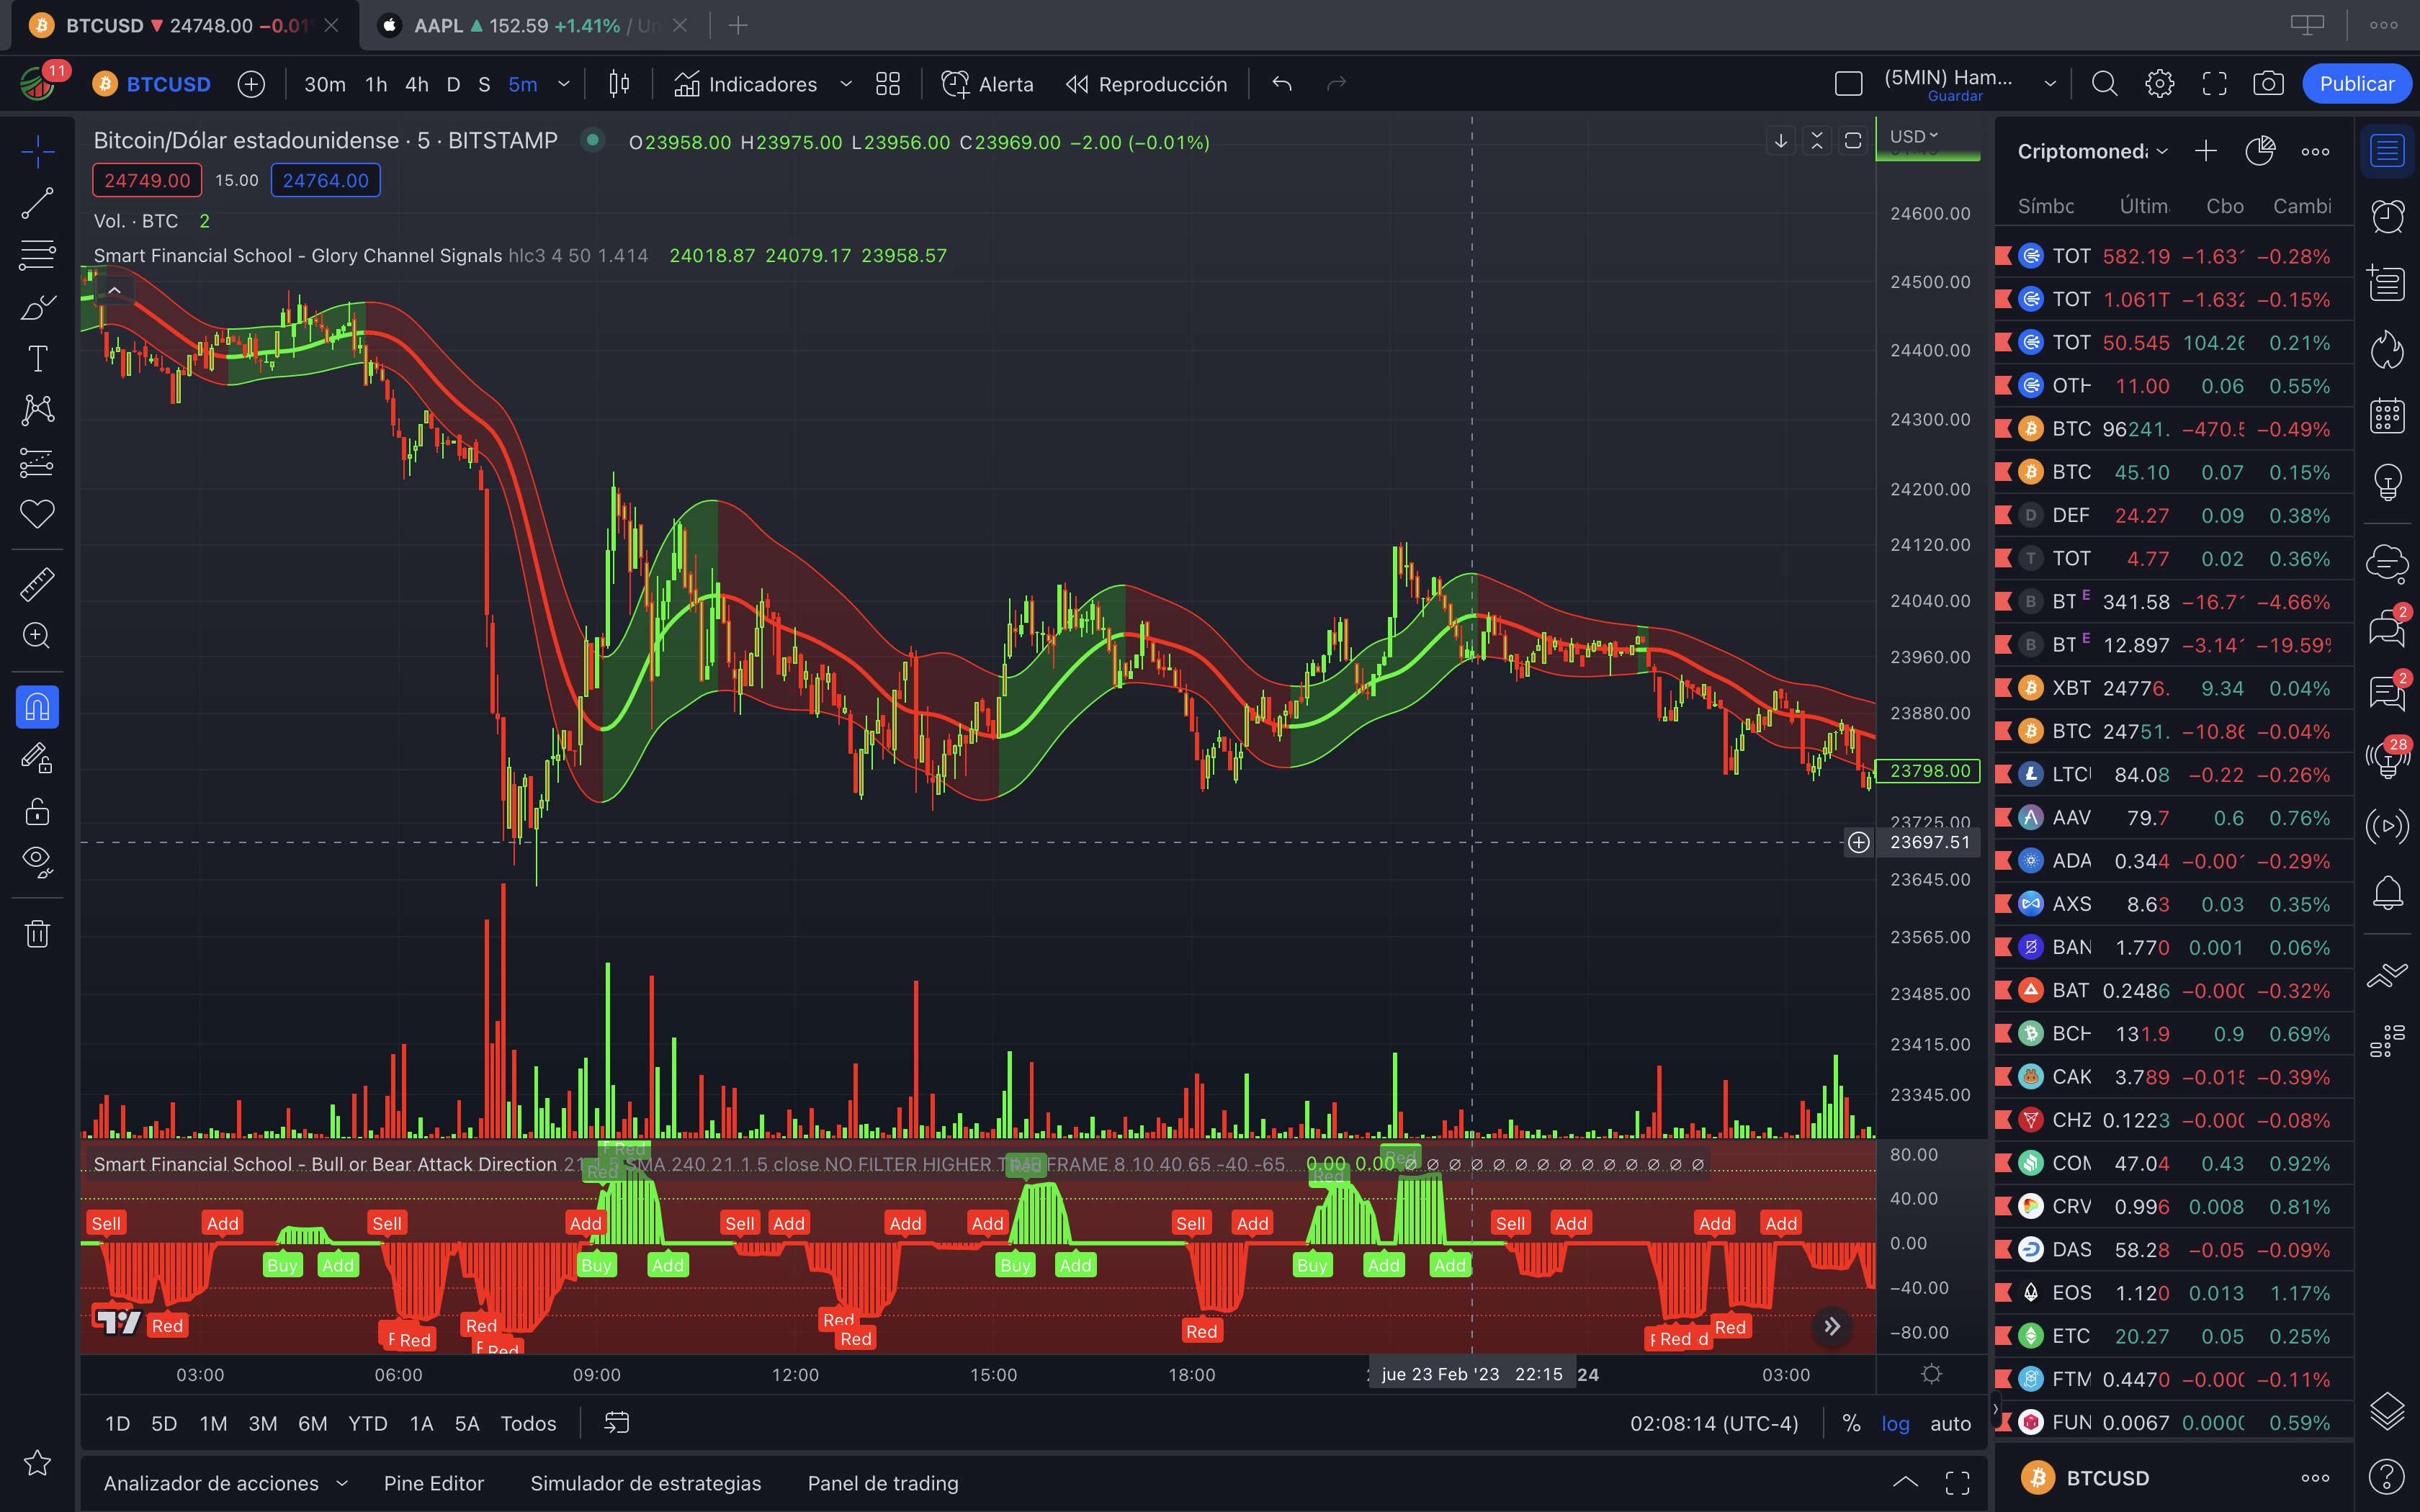 BTCUSD ▼ 24748.00 −0.01
AAPL ▲ 152.59 +1.41% / Un
11
BTCUSD
30m 1h 4h D S 5m
Indicadores
Alerta
Reproducción
(5MIN) Ham...
Guardar
Publicar
Bitcoin/Dólar estadounidense · 5 · BITSTAMP
O23958.00 H23975.00 L23956.00 C23969.00 −2.00 (−0.01%)
24749.00 15.00 24764.00
Vol. · BTC 2
Smart Financial School - Glory Channel Signals hlc3 4 50 1.414 24018.87 24079.17 23958.57
USD
24600.00
24500.00
24400.00
24300.00
24200.00
24120.00
24040.00
23960.00
23880.00
23798.00
23725.00
23697.51
23645.00
23565.00
23485.00
23415.00
23345.00
Smart Financial School - Bull or Bear Attack Direction
SMA 240 21 1 5 close NO FILTER HIGHER
FRAME 8 10 40 65 -40 -65 0.00 0.00 ∅ ∅ ∅ ∅ ∅ ∅ ∅ ∅ ∅ ∅ ∅ ∅ ∅ ∅
Red Red Red Red Red
Sell Add Sell Add Sell Add Add Add Sell Add Sell Add Add Add
Buy Add Buy Add Buy Add Buy Add Add
Red Red Red Red Red Red Red Red Red
80.00
40.00
0.00
−40.00
−80.00
03:00 06:00 09:00 12:00 15:00 18:00 jue 23 Feb '23 22:15 24 03:00
1D 5D 1M 3M 6M YTD 1A 5A Todos
02:08:14 (UTC-4) % log auto
Analizador de acciones Pine Editor Simulador de estrategias Panel de trading
Criptomoned
Símbc Últim Cbo Cambi
TOT 582.19 −1.63 −0.28%
TOT 1.061T −1.632 −0.15%
TOT 50.545 104.26 0.21%
OTH 11.00 0.06 0.55%
BTC 96241. −470.5 −0.49%
BTC 45.10 0.07 0.15%
D DEF 24.27 0.09 0.38%
T TOT 4.77 0.02 0.36%
B BT E 341.58 −16.7 −4.66%
B BT E 12.897 −3.14 −19.59%
XBT 24776. 9.34 0.04%
BTC 24751. −10.86 −0.04%
LTC 84.08 −0.22 −0.26%
AAV 79.7 0.6 0.76%
ADA 0.344 −0.00 −0.29%
AXS 8.63 0.03 0.35%
BAN 1.770 0.001 0.06%
BAT 0.2486 −0.00 −0.32%
BCH 131.9 0.9 0.69%
CAK 3.789 −0.015 −0.39%
CHZ 0.1223 −0.00 −0.08%
COM 47.04 0.43 0.92%
CRV 0.996 0.008 0.81%
DAS 58.28 −0.05 −0.09%
EOS 1.120 0.013 1.17%
ETC 20.27 0.05 0.25%
FTM 0.4470 −0.00 −0.11%
FUN 0.0067 0.000 0.59%
BTCUSD
2
2
28